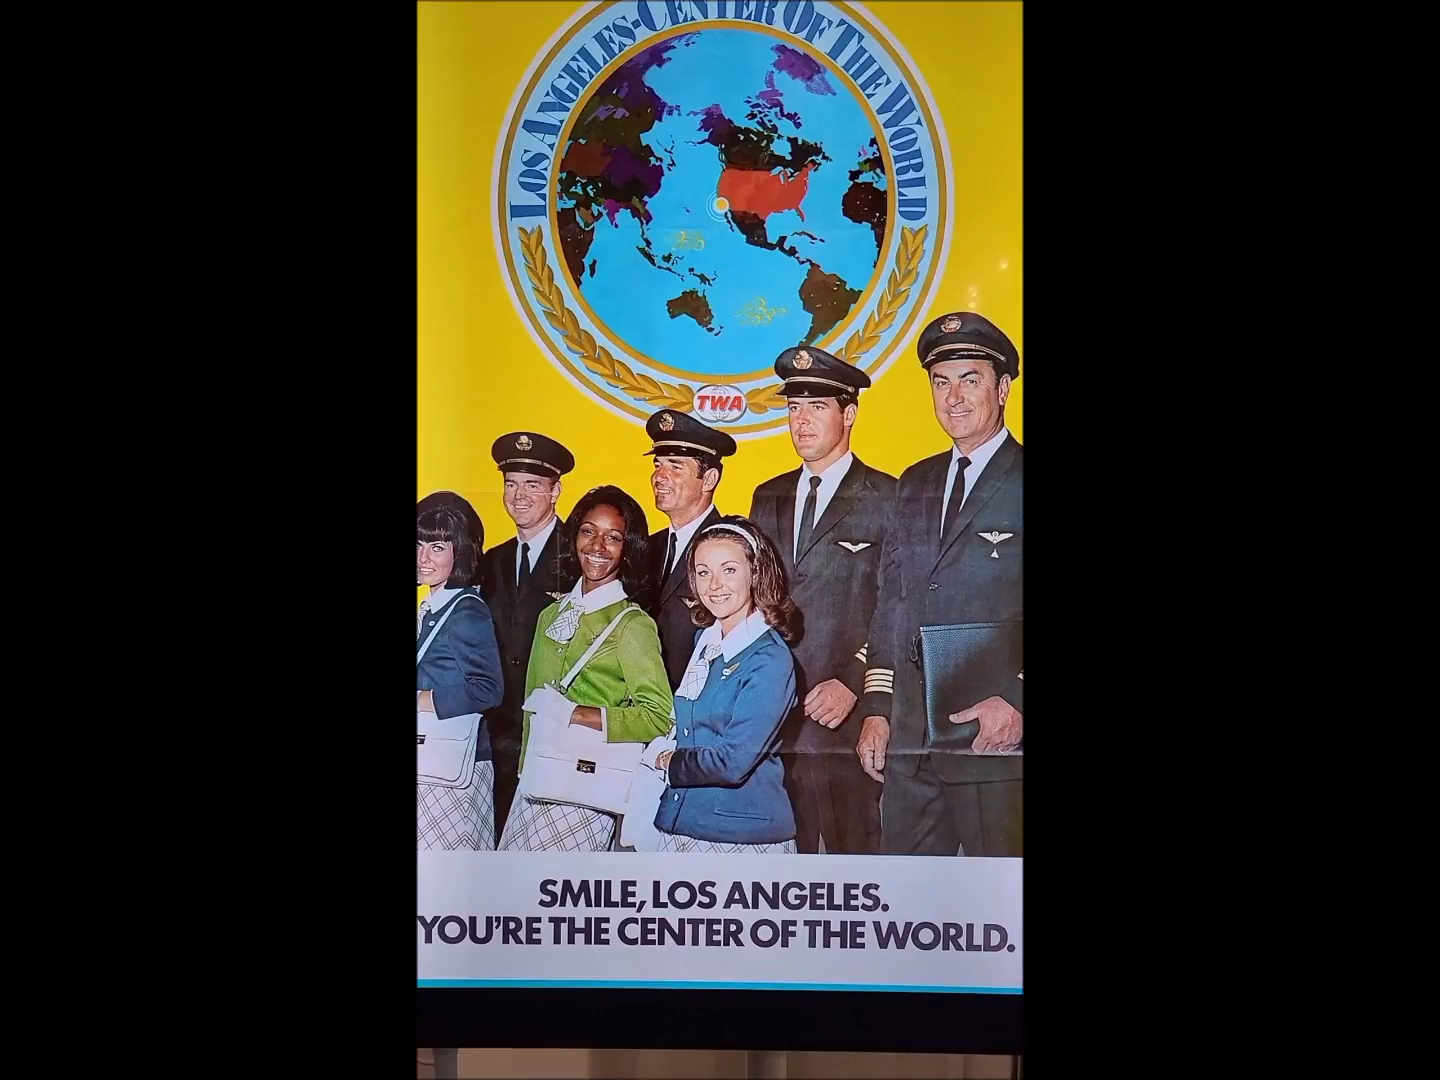 LOS ANGELES-CENTER OF THE WORLD
TWA
SMILE, LOS ANGELES.
YOU'RE THE CENTER OF THE WORLD.